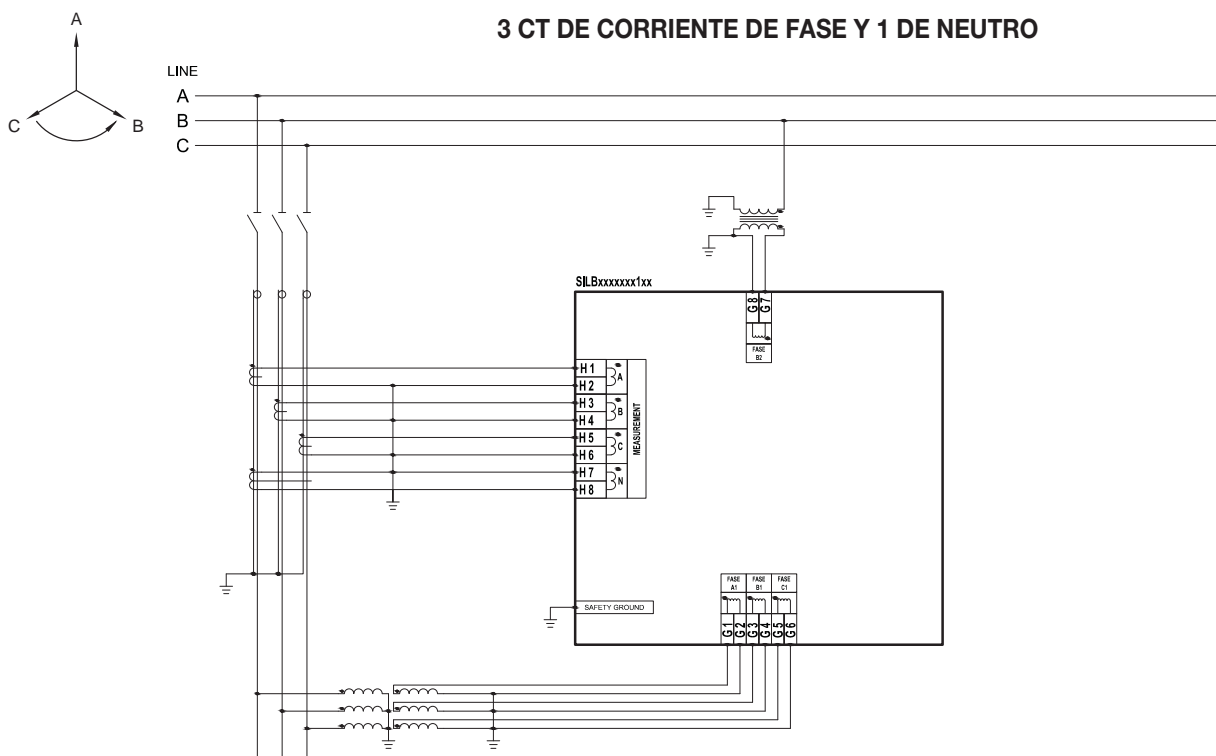 3 CT DE CORRIENTE DE FASE Y 1 DE NEUTRO
A
C
B
LINE
A
B
C
SILBxxxxxxx1xx
G8
G7
FASE
B2
H1
H2
A
H3
H4
B
H5
H6
C
H7
H8
N
MEASUREMENT
SAFETY GROUND
FASE
A1
FASE
B1
FASE
C1
G1
G2
G3
G4
G5
G6